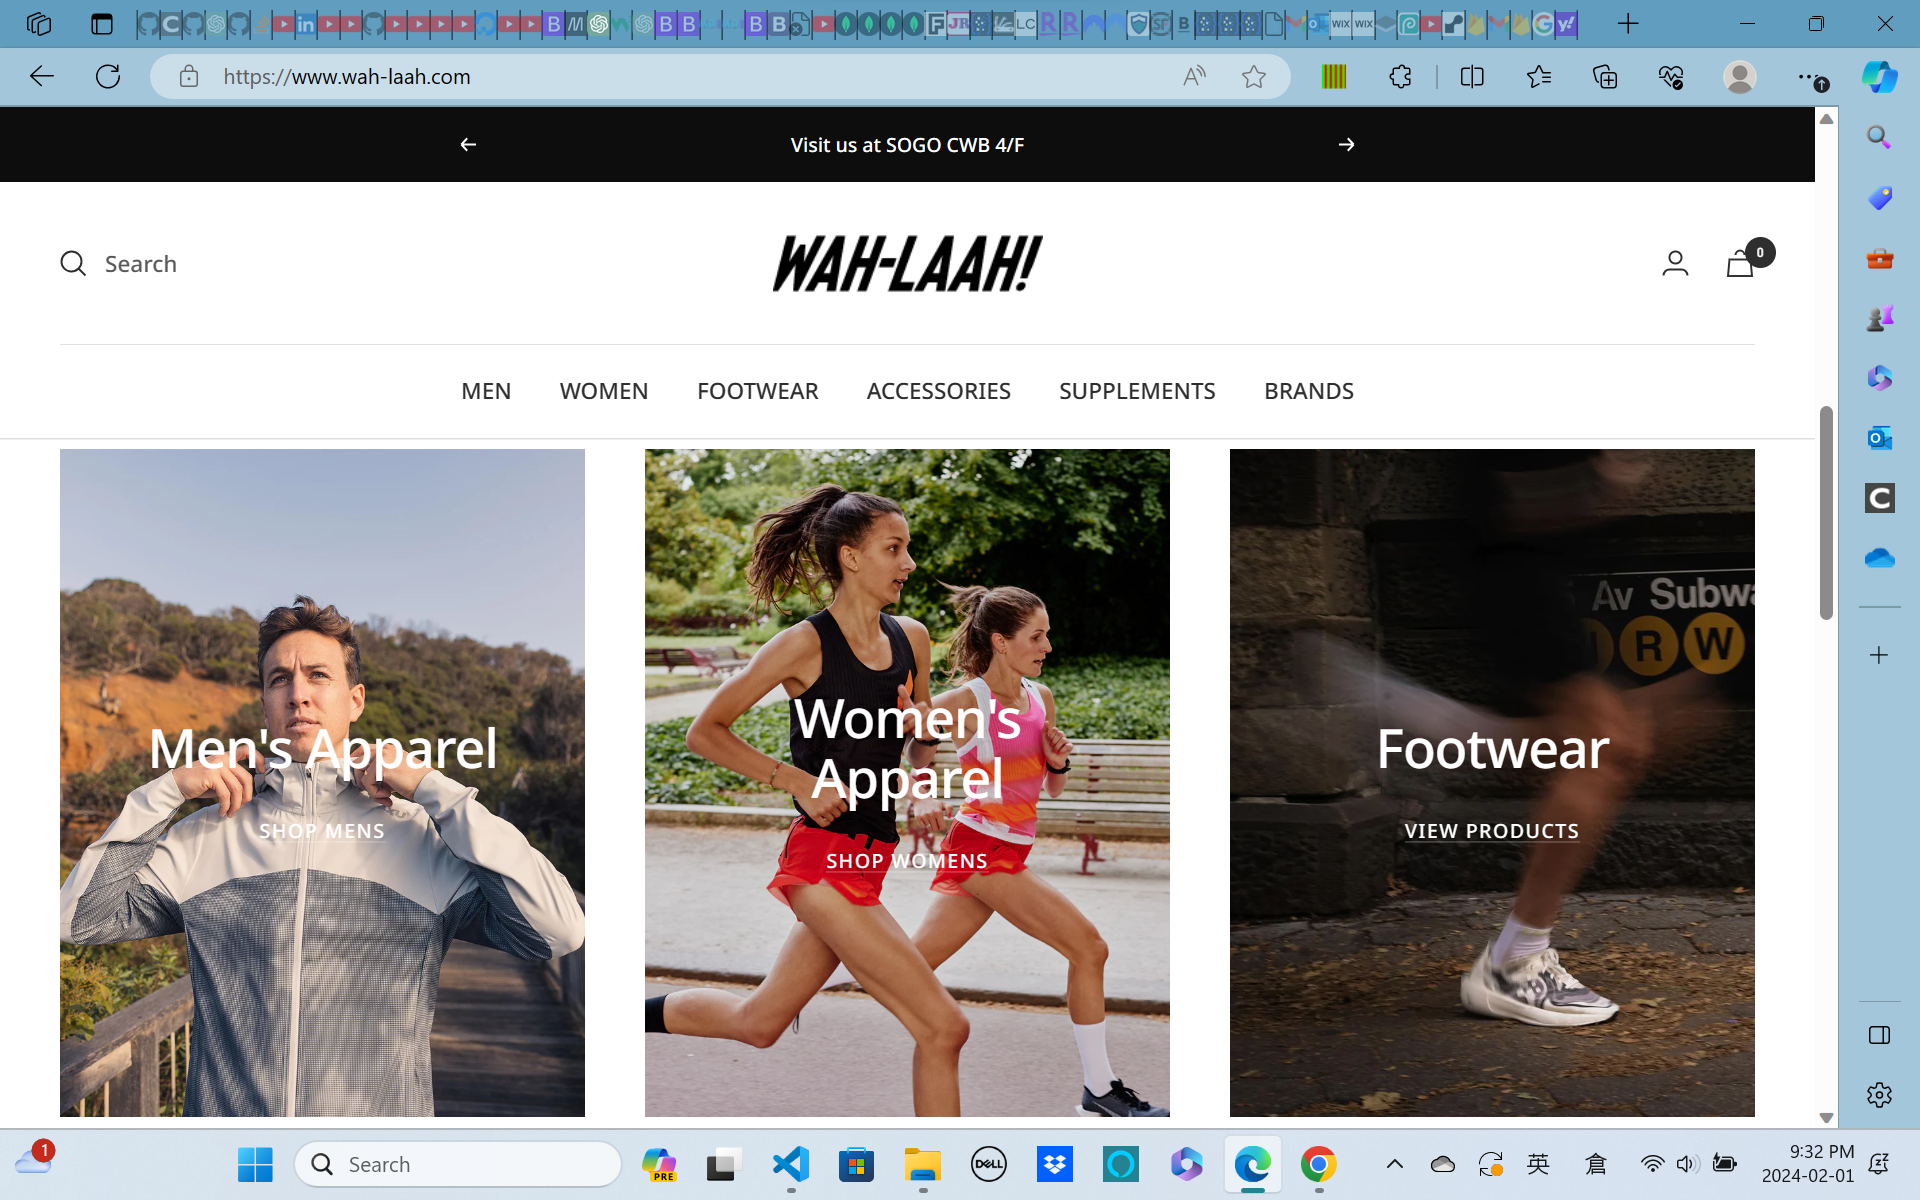 https://www.wah-laah.com
Visit us at SOGO CWB 4/F
Search
WAH-LAAH!
0
MEN WOMEN FOOTWEAR ACCESSORIES SUPPLEMENTS BRANDS
Men's Apparel
SHOP MENS
Women's
Apparel
SHOP WOMENS
Av Subwa
R W
Footwear
VIEW PRODUCTS
1
Search
PRE
DELL
英
倉
9:32 PM
2024-02-01